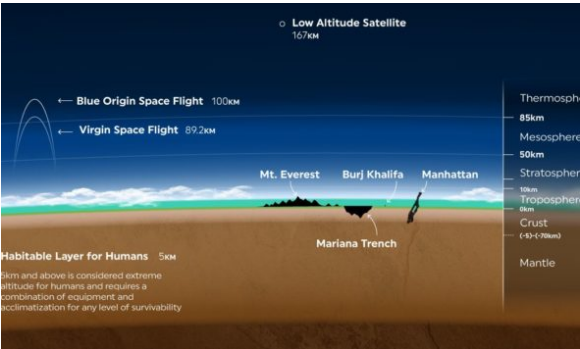 Low Altitude Satellite
167KM
← Blue Origin Space Flight 100KM
← Virgin Space Flight 89.2KM
Thermosphe
85km
Mesosphere
50km
Stratospher
10km
Troposphere
0km
Crust
(-5)-(-70km)
Mantle
Mt. Everest Burj Khalifa Manhattan
Mariana Trench
Habitable Layer for Humans 5KM
5km and above is considered extreme
altitude for humans and requires a
combination of equipment and
acclimatization for any level of survivability